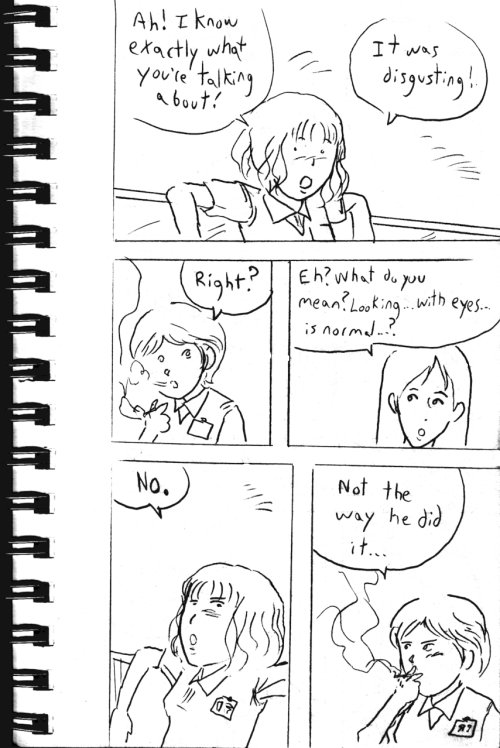 Ah! I know
exactly what
you're talking
about!
It was
disgusting!
Right?
Eh? What do you
mean? Looking...with eyes...
is normal...?
No.
Not the
way he did
it...